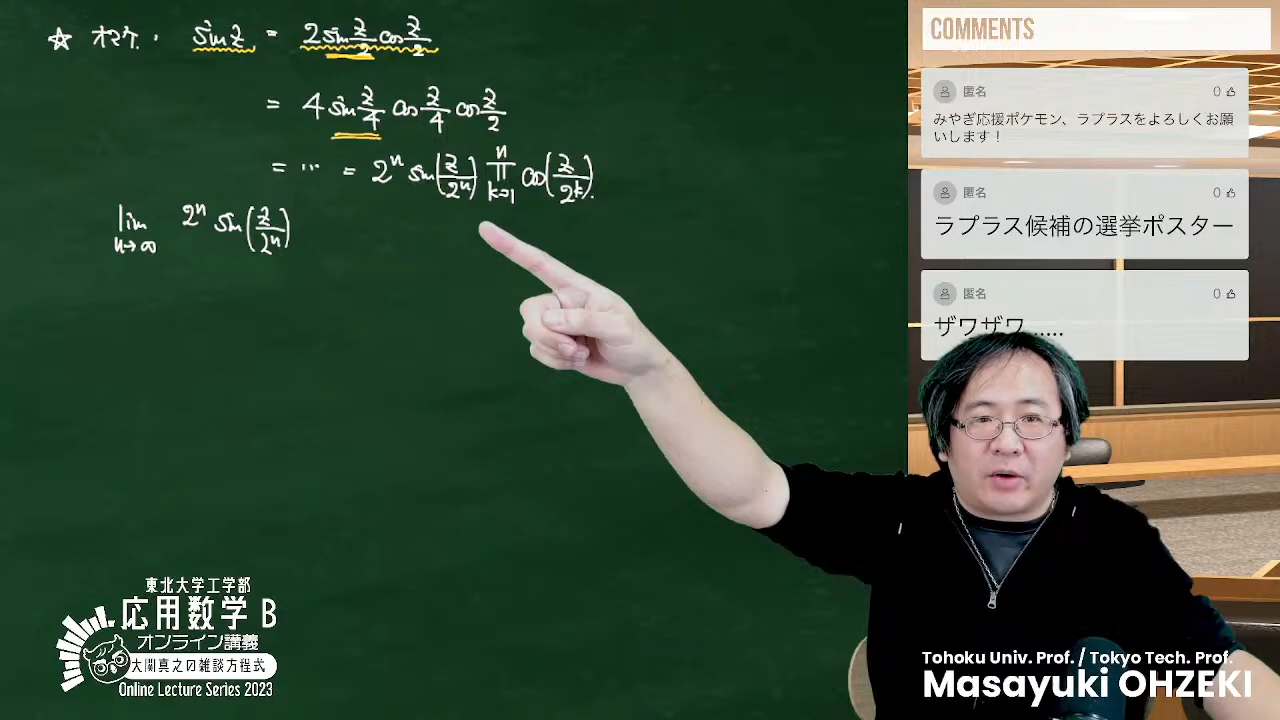 ☆ オマケ. sin z = 2 sin z/2 cos z/2
= 4 sin z/4 cos z/4 cos z/2
= ⋯ = 2^n sin(z/2^n) ∏_{k=1}^{n} cos(z/2^k).
lim_{n→∞} 2^n sin(z/2^n)
COMMENTS
匿名 0
みやぎ応援ポケモン、ラプラスをよろしくお願
いします！
匿名 0
ラプラス候補の選挙ポスター
匿名 0
ザワザワ.....
東北大学工学部
応用数学 B
オンライン講義
大関真之の雑談方程式
Online Lecture Series 2023
Tohoku Univ. Prof. / Tokyo Tech. Prof.
Masayuki OHZEKI